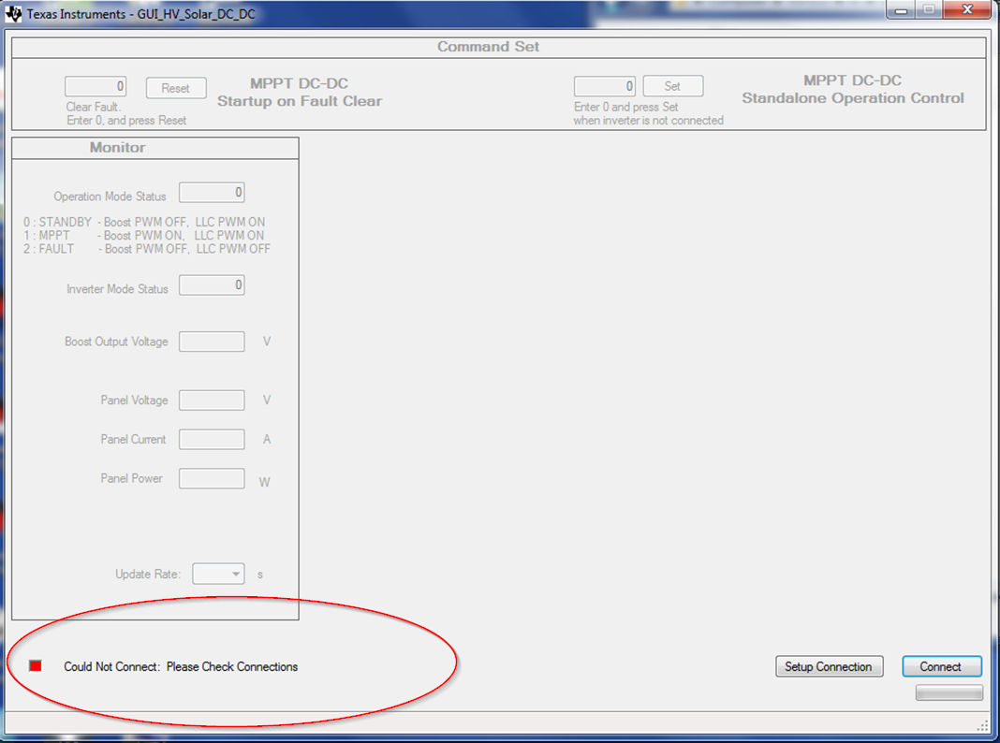 Texas Instruments - GUI_HV_Solar_DC_DC
Command Set
0
Reset
MPPT DC-DC
Startup on Fault Clear
Clear Fault.
Enter 0, and press Reset
0
Set
MPPT DC-DC
Standalone Operation Control
Enter 0 and press Set
when inverter is not connected
Monitor
Operation Mode Status 0
0 : STANDBY - Boost PWM OFF, LLC PWM ON
1 : MPPT - Boost PWM ON, LLC PWM ON
2 : FAULT - Boost PWM OFF, LLC PWM OFF
Inverter Mode Status 0
Boost Output Voltage V
Panel Voltage V
Panel Current A
Panel Power W
Update Rate: s
Could Not Connect: Please Check Connections
Setup Connection
Connect